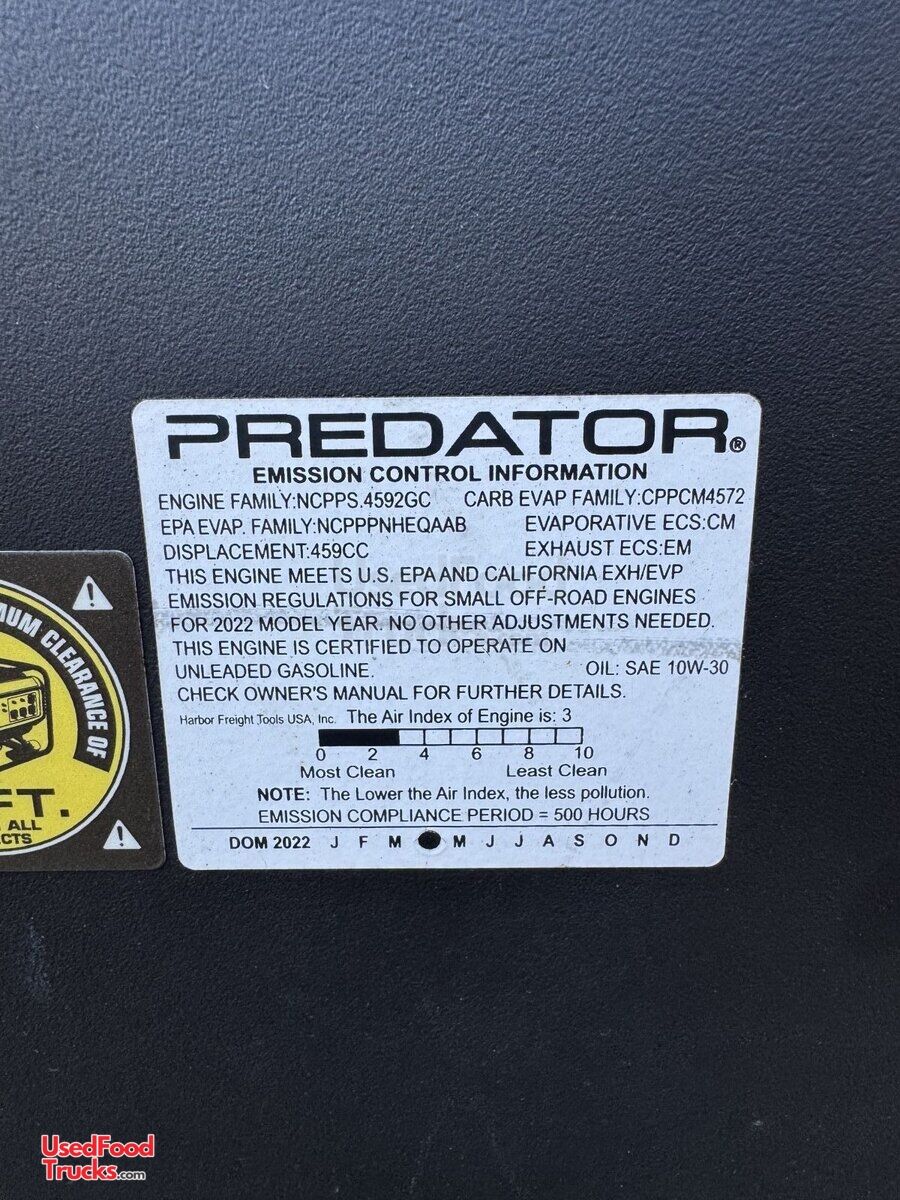 PREDATOR®
EMISSION CONTROL INFORMATION
ENGINE FAMILY:NCPPS.4592GC CARB EVAP FAMILY:CPPCM4572
EPA EVAP. FAMILY:NCPPPNHEQAAB EVAPORATIVE ECS:CM
DISPLACEMENT:459CC EXHAUST ECS:EM
THIS ENGINE MEETS U.S. EPA AND CALIFORNIA EXH/EVP
EMISSION REGULATIONS FOR SMALL OFF-ROAD ENGINES
FOR 2022 MODEL YEAR. NO OTHER ADJUSTMENTS NEEDED.
THIS ENGINE IS CERTIFIED TO OPERATE ON
UNLEADED GASOLINE. OIL: SAE 10W-30
CHECK OWNER'S MANUAL FOR FURTHER DETAILS.
Harbor Freight Tools USA, Inc. The Air Index of Engine is: 3
0 2 4 6 8 10
Most Clean Least Clean
NOTE: The Lower the Air Index, the less pollution.
EMISSION COMPLIANCE PERIOD = 500 HOURS
DOM 2022 J F M M J J A S O N D
CLEARANCE OF
FT.
ALL
UsedFood
Trucks.com